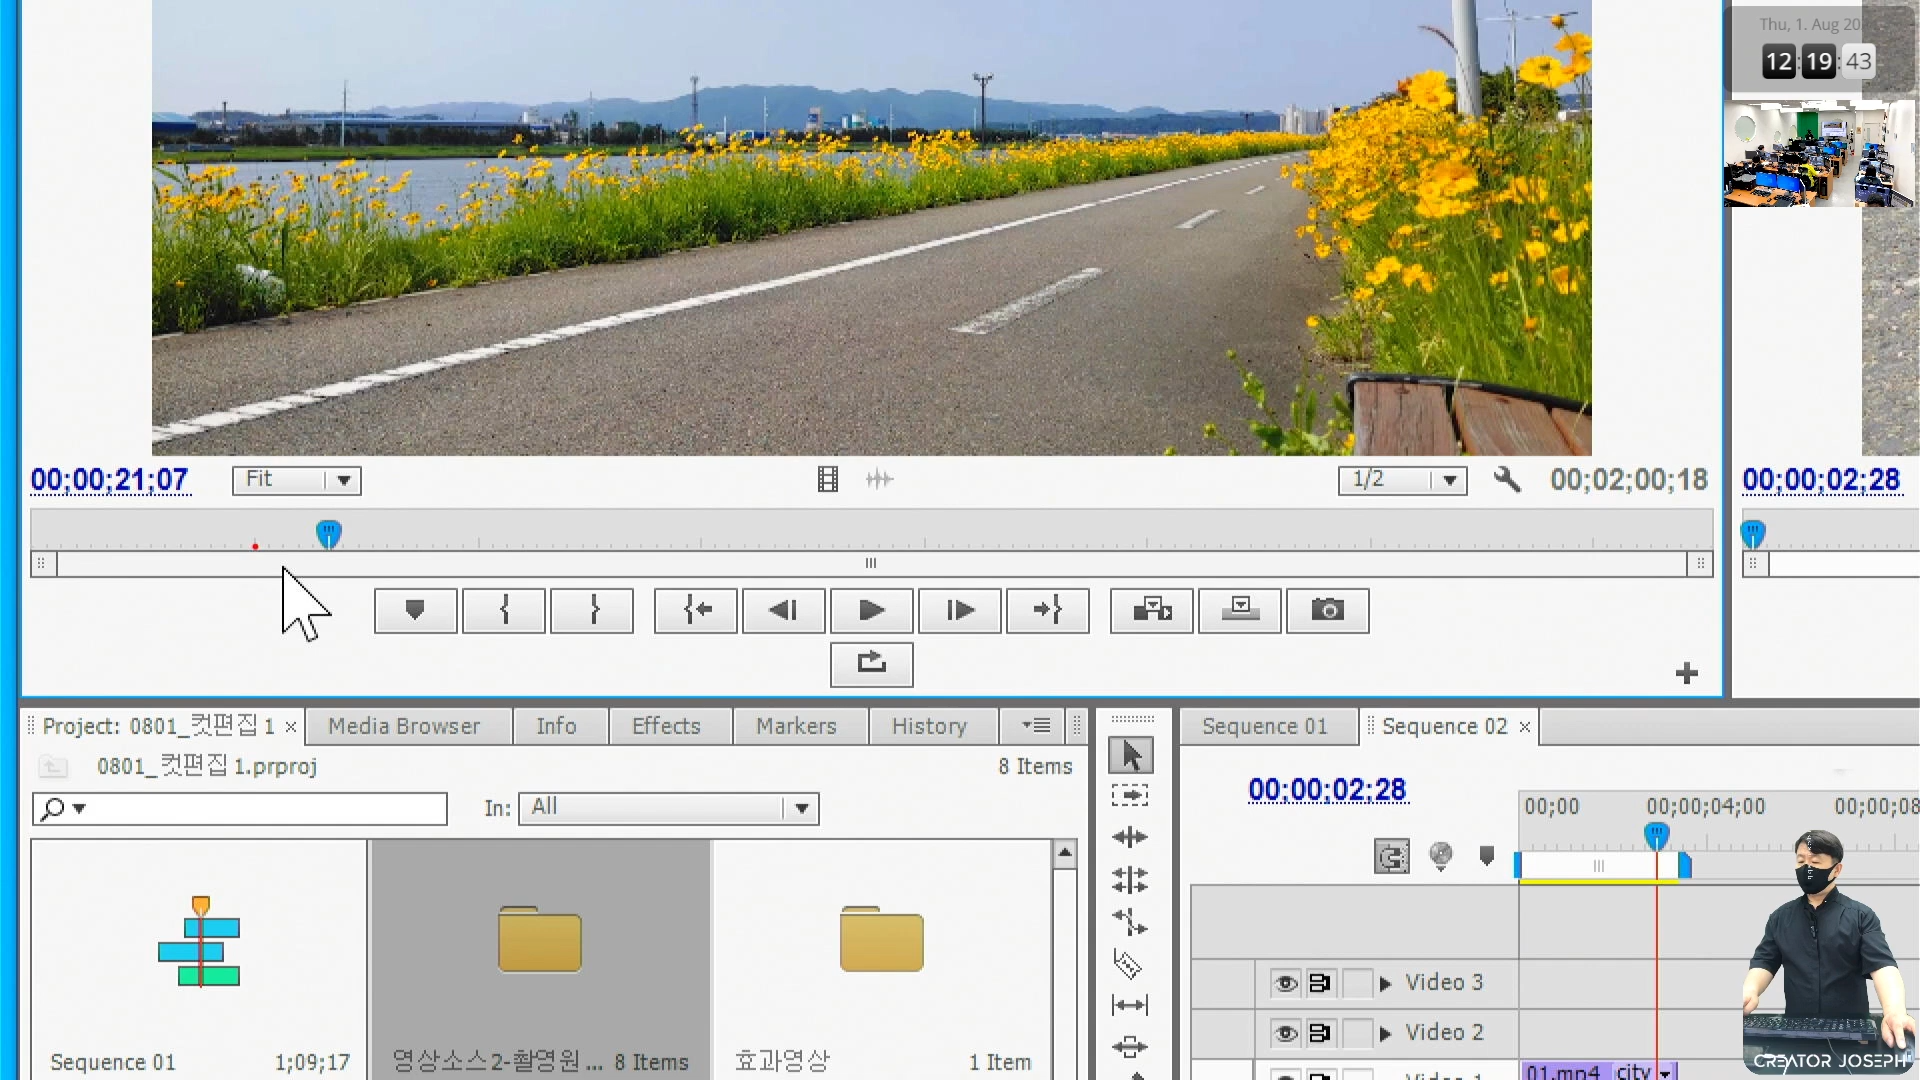 Thu, 1. Aug 20
12:19:43
00;00;21;07
Fit
1/2
00;02;00;18
00;00;02;28
Project: 0801_컷편집 1 ×
Media Browser
Info
Effects
Markers
History
Sequence 01
Sequence 02 ×
0801_컷편집 1.prproj
8 Items
In: All
00;00;02;28
00;00
00;00;04;00
00;00;08
Video 3
Video 2
Sequence 01
1;09;17
영상소스2-촬영원 ...
8 Items
효과영상
1 Item
01.mp4
city
CREATOR JOSEPH